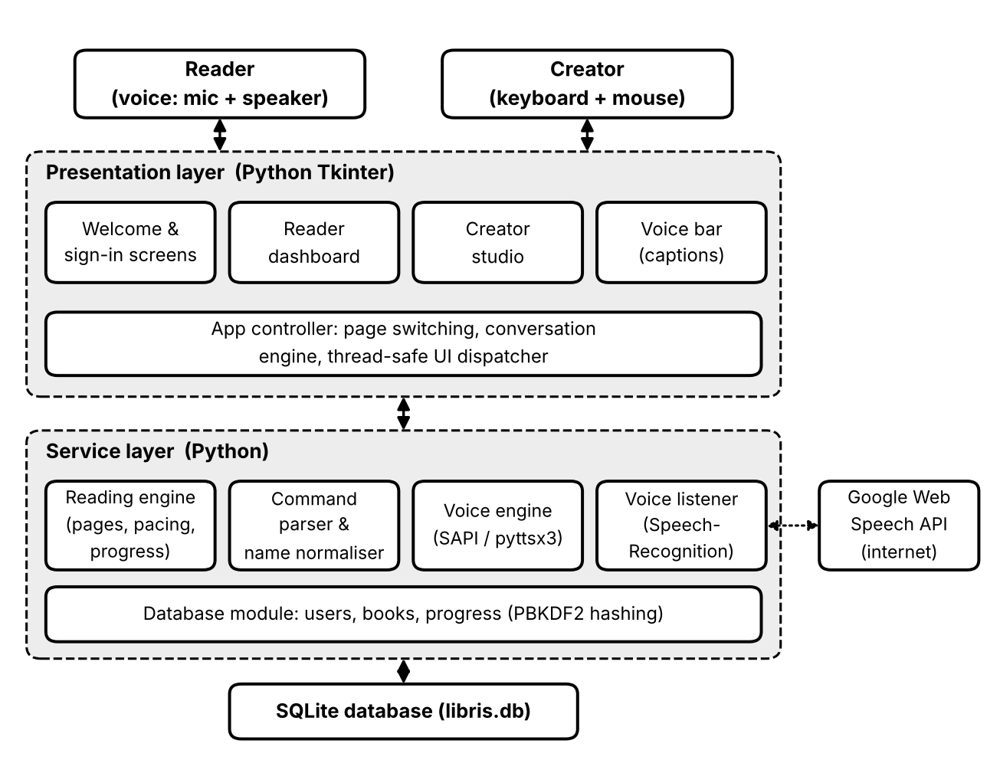 Reader
(voice: mic + speaker)
Creator
(keyboard + mouse)
Presentation layer (Python Tkinter)
Welcome &
sign-in screens
Reader
dashboard
Creator
studio
Voice bar
(captions)
App controller: page switching, conversation
engine, thread-safe UI dispatcher
Service layer (Python)
Reading engine
(pages, pacing,
progress)
Command
parser &
name normaliser
Voice engine
(SAPI / pyttsx3)
Voice listener
(Speech-
Recognition)
Google Web
Speech API
(internet)
Database module: users, books, progress (PBKDF2 hashing)
SQLite database (libris.db)